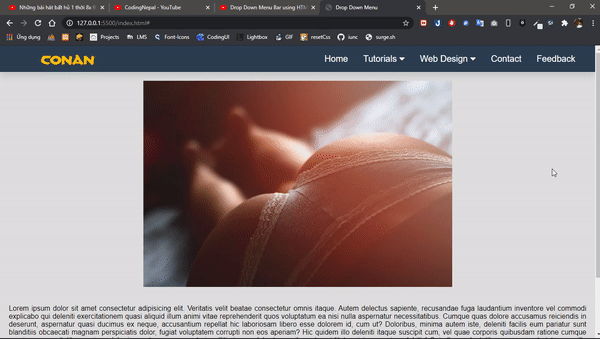 Những bài hát bất hủ 1 thời Bx
CodingNepal - YouTube
Drop Down Menu Bar using HTM
Drop Down Menu
127.0.0.1:5500/index.html#
Ứng dụng
Projects
LMS
Font-Icons
CodingUI
Lightbox
GIF
resetCss
iunc
surge.sh
CONAN
Home Tutorials Web Design Contact Feedback
Lorem ipsum dolor sit amet consectetur adipisicing elit. Veritatis velit beatae consectetur omnis itaque. Autem delectus sapiente, recusandae fuga laudantium inventore vel commodi
explicabo qui deleniti exercitationem quasi aliquid illum animi vitae reprehenderit quos voluptatum ea nisi nulla aspernatur necessitatibus. Cumque quas dolore accusamus reiciendis in
deserunt, aspernatur quasi ducimus ex neque, accusantium repellat hic laboriosam libero esse dolorem id, cum ut? Doloribus, minima autem iste, deleniti facilis eum pariatur sunt
blanditiis obcaecati magnam perspiciatis dolor, fugiat voluptatem corrupti non eos aperiam? Hic quidem illo deleniti itaque suscipit cum, vel quae corporis quibusdam ratione cumque